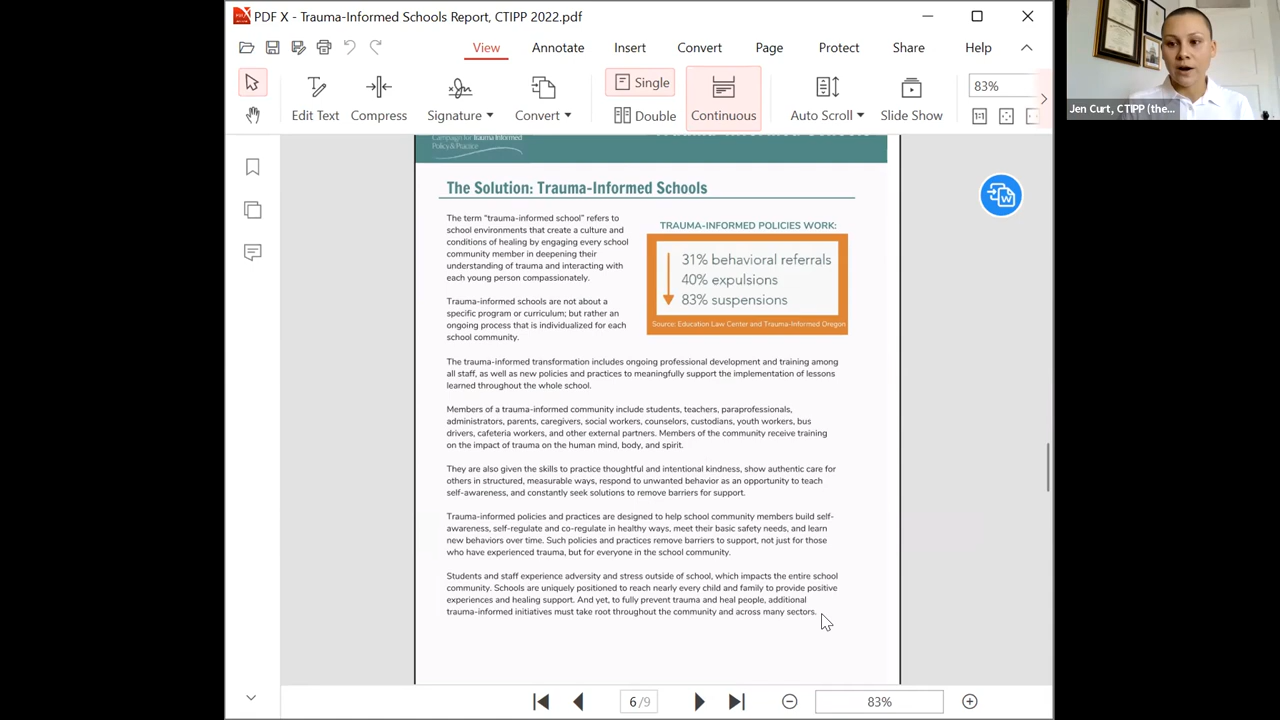 PDF X - Trauma-Informed Schools Report, CTIPP 2022.pdf
View Annotate Insert Convert Page Protect Share Help
Edit Text Compress Signature Convert Single Double Continuous Auto Scroll Slide Show 83%
Jen Curt, CTIPP (the...
Campaign for Trauma Informed
Policy & Practice
The Solution: Trauma-Informed Schools
The term “trauma-informed school” refers to
school environments that create a culture and
conditions of healing by engaging every school
community member in deepening their
understanding of trauma and interacting with
each young person compassionately.
Trauma-informed schools are not about a
specific program or curriculum; but rather an
ongoing process that is individualized for each
school community.
TRAUMA-INFORMED POLICIES WORK:
31% behavioral referrals
40% expulsions
83% suspensions
Source: Education Law Center and Trauma-Informed Oregon
The trauma-informed transformation includes ongoing professional development and training among
all staff, as well as new policies and practices to meaningfully support the implementation of lessons
learned throughout the whole school.
Members of a trauma-informed community include students, teachers, paraprofessionals,
administrators, parents, caregivers, social workers, counselors, custodians, youth workers, bus
drivers, cafeteria workers, and other external partners. Members of the community receive training
on the impact of trauma on the human mind, body, and spirit.
They are also given the skills to practice thoughtful and intentional kindness, show authentic care for
others in structured, measurable ways, respond to unwanted behavior as an opportunity to teach
self-awareness, and constantly seek solutions to remove barriers for support.
Trauma-informed policies and practices are designed to help school community members build self-
awareness, self-regulate and co-regulate in healthy ways, meet their basic safety needs, and learn
new behaviors over time. Such policies and practices remove barriers to support, not just for those
who have experienced trauma, but for everyone in the school community.
Students and staff experience adversity and stress outside of school, which impacts the entire school
community. Schools are uniquely positioned to reach nearly every child and family to provide positive
experiences and healing support. And yet, to fully prevent trauma and heal people, additional
trauma-informed initiatives must take root throughout the community and across many sectors.
6 /9
83%